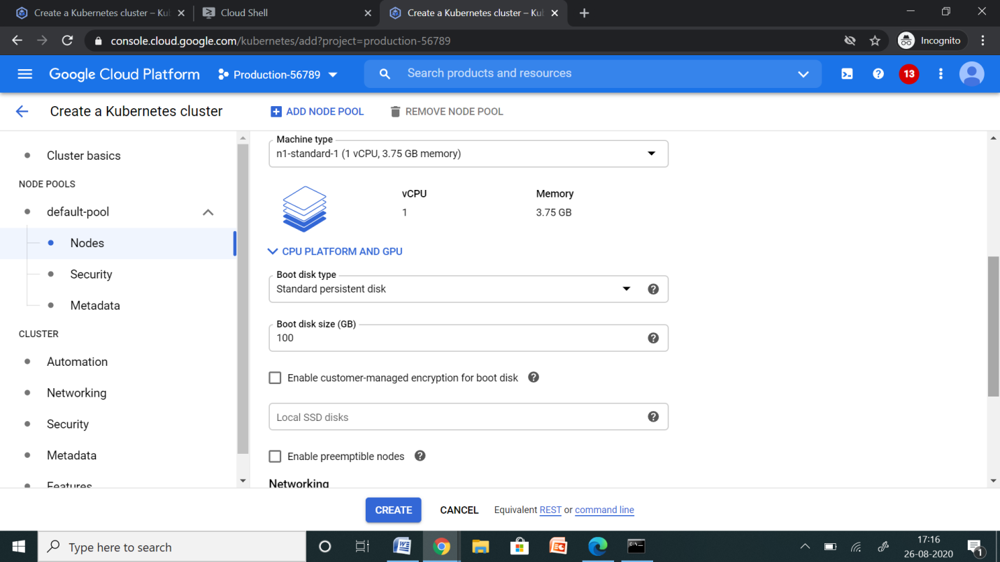 Create a Kubernetes cluster – Ku
Cloud Shell
Create a Kubernetes cluster – Ku
console.cloud.google.com/kubernetes/add?project=production-56789
Incognito
Google Cloud Platform
Production-56789
Search products and resources
13
Create a Kubernetes cluster
ADD NODE POOL
REMOVE NODE POOL
Cluster basics
NODE POOLS
default-pool
Nodes
Security
Metadata
CLUSTER
Automation
Networking
Security
Metadata
Features
Machine type
n1-standard-1 (1 vCPU, 3.75 GB memory)
vCPU
Memory
1
3.75 GB
CPU PLATFORM AND GPU
Boot disk type
Standard persistent disk
Boot disk size (GB)
100
Enable customer-managed encryption for boot disk
Local SSD disks
Enable preemptible nodes
Networking
CREATE
CANCEL
Equivalent REST or command line
Type here to search
17:16
26-08-2020
1